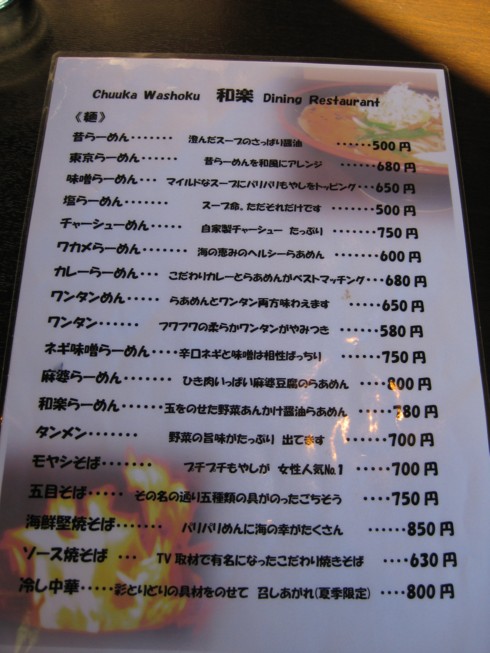 Chuuka Washoku 和楽 Dining Restaurant
《麺》
昔らーめん・・・・・・・ 澄んだスープのさっぱり醤油 ・・・・・・500円
東京らーめん・・・・ 昔らーめんを和風にアレンジ ・・・・・・680円
味噌らーめん・・・ マイルドなスープにバリバリもやしをトッピング・・・・650円
塩らーめん・・・・・・・ スープ命。ただそれだけです ・・・・・500円
チャーシューめん・・・・ 自家製チャーシュー たっぷり ・・・・・750円
ワカメらーめん・・・・・ 海の恵みのヘルシーらあめん ・・・・・600円
カレーらーめん・・・ こだわりカレーとらあめんがベストマッチング・・・・680円
ワンタンめん・・・・・ らあめんとワンタン両方味わえます ・・・・・650円
ワンタン・・・・・・ フワフワの柔らかワンタンがやみつき ・・・・・580円
ネギ味噌らーめん・・・・辛口ネギと味噌は相性ばっちり ・・・・・750円
麻婆らーめん・・・・・・ ひき肉いっぱい麻婆豆腐のらあめん ・・・・800円
和楽らーめん・・・・・玉をのせた野菜あんかけ醤油らあめん ・・・・780円
タンメン・・・・・・・・ 野菜の旨味がたっぷり 出てます ・・・・・・700円
モヤシそば・・・・・・ プチプチもやしが 女性人気No.1 ・・・・・700円
五目そば・・・・・ その名の通り五種類の具がのったごちそう ・・・・・750円
海鮮堅焼そば・・・・・・ バリバリめんに海の幸がたくさん ・・・・・・850円
ソース焼そば ・・・ TV取材で有名になったこだわり焼きそば ・・・・・630円
冷し中華・・・・・彩とりどりの具材をのせて 召しあがれ(夏季限定) ・・・・800円